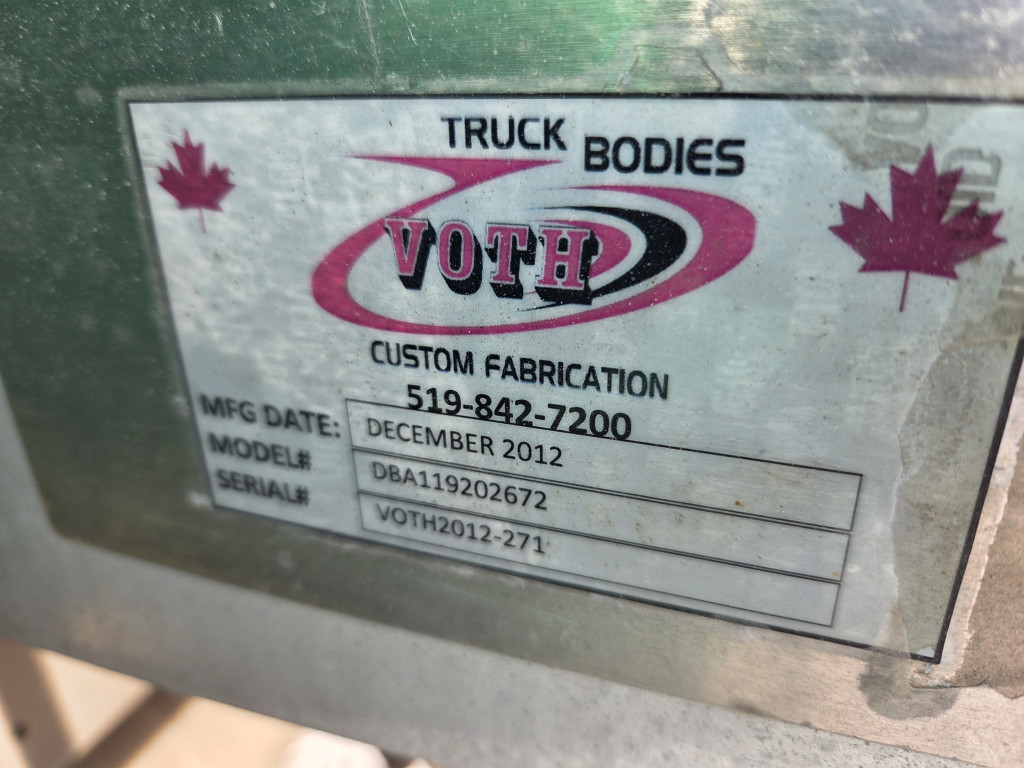 TRUCK BODIES
VOTH
CUSTOM FABRICATION
519-842-7200
MFG DATE: DECEMBER 2012
MODEL# DBA119202672
SERIAL# VOTH2012-271